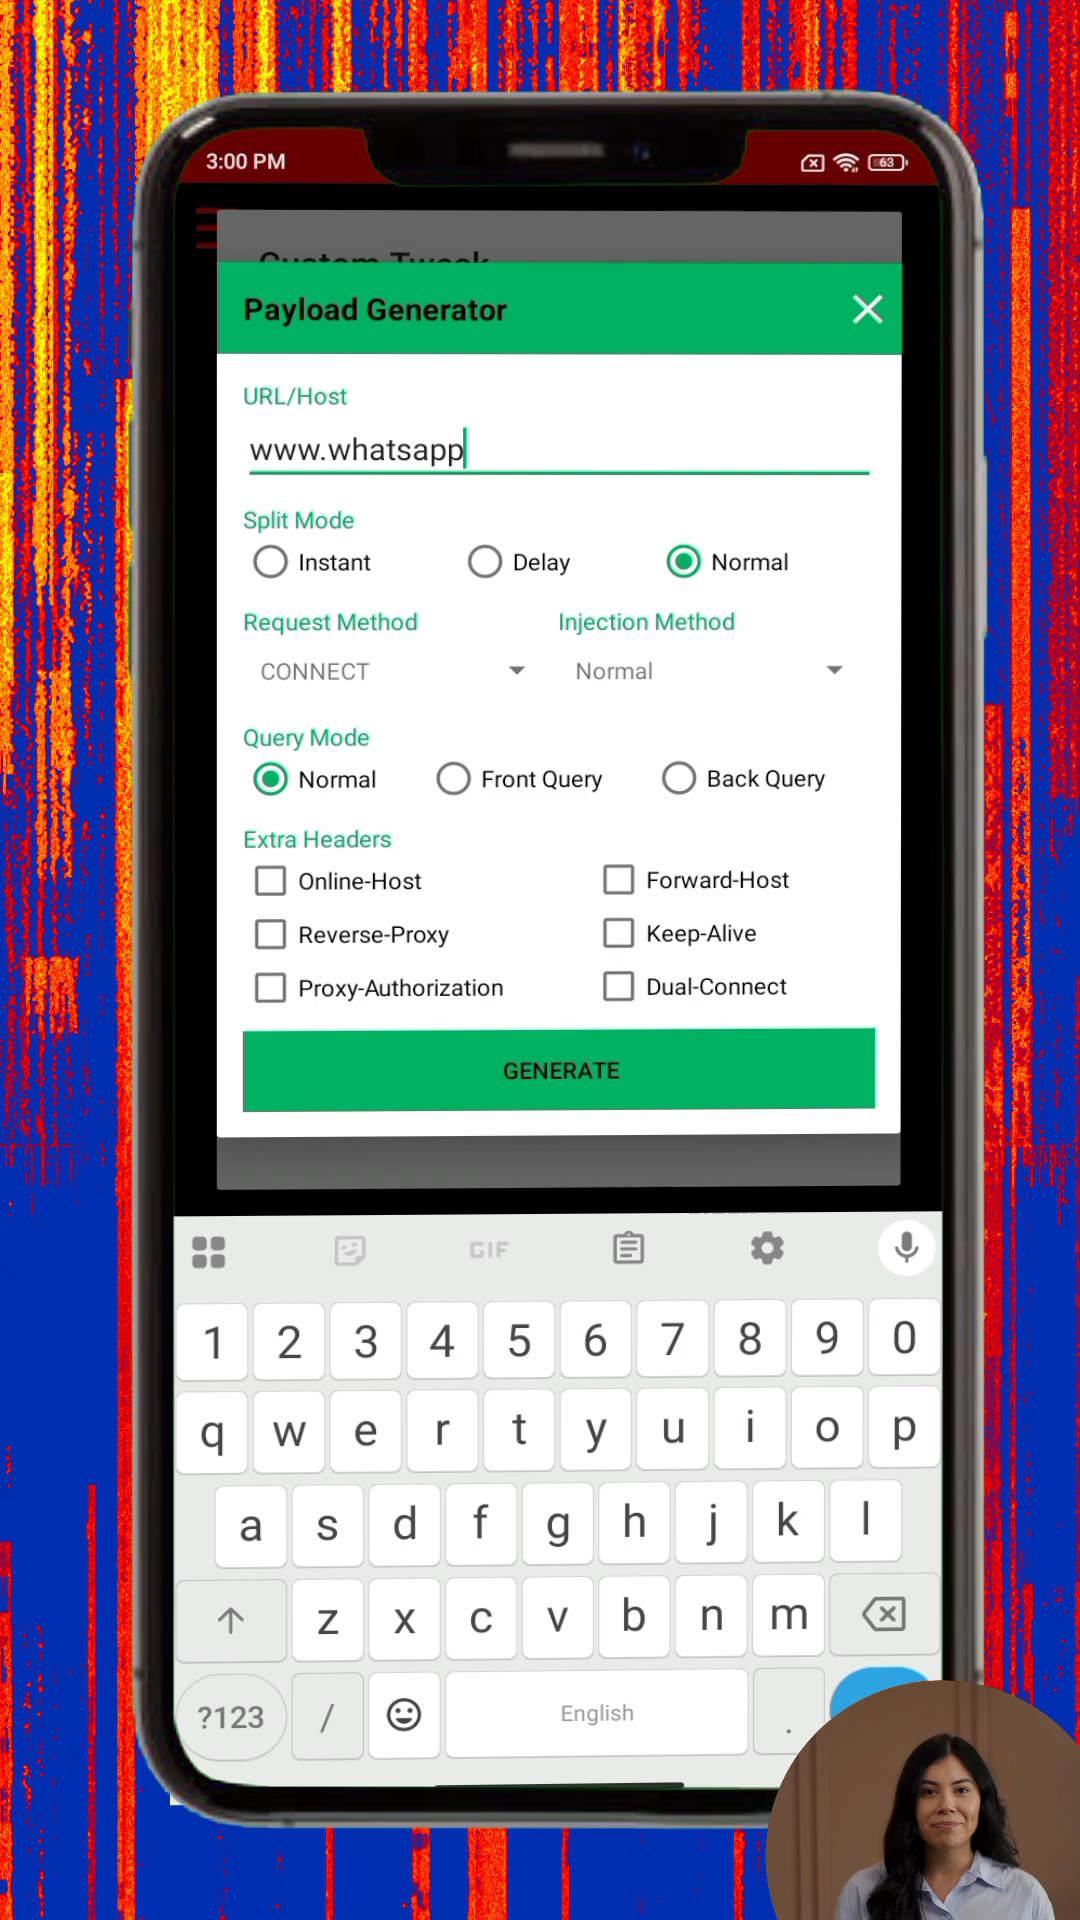 3:00 PM
63
Custom Tweak
Payload Generator
URL/Host
www.whatsapp
Split Mode
Instant Delay Normal
Request Method Injection Method
CONNECT Normal
Query Mode
Normal Front Query Back Query
Extra Headers
Online-Host Forward-Host
Reverse-Proxy Keep-Alive
Proxy-Authorization Dual-Connect
GENERATE
GIF
1 2 3 4 5 6 7 8 9 0
q w e r t y u i o p
a s d f g h j k l
z x c v b n m
?123 / English .